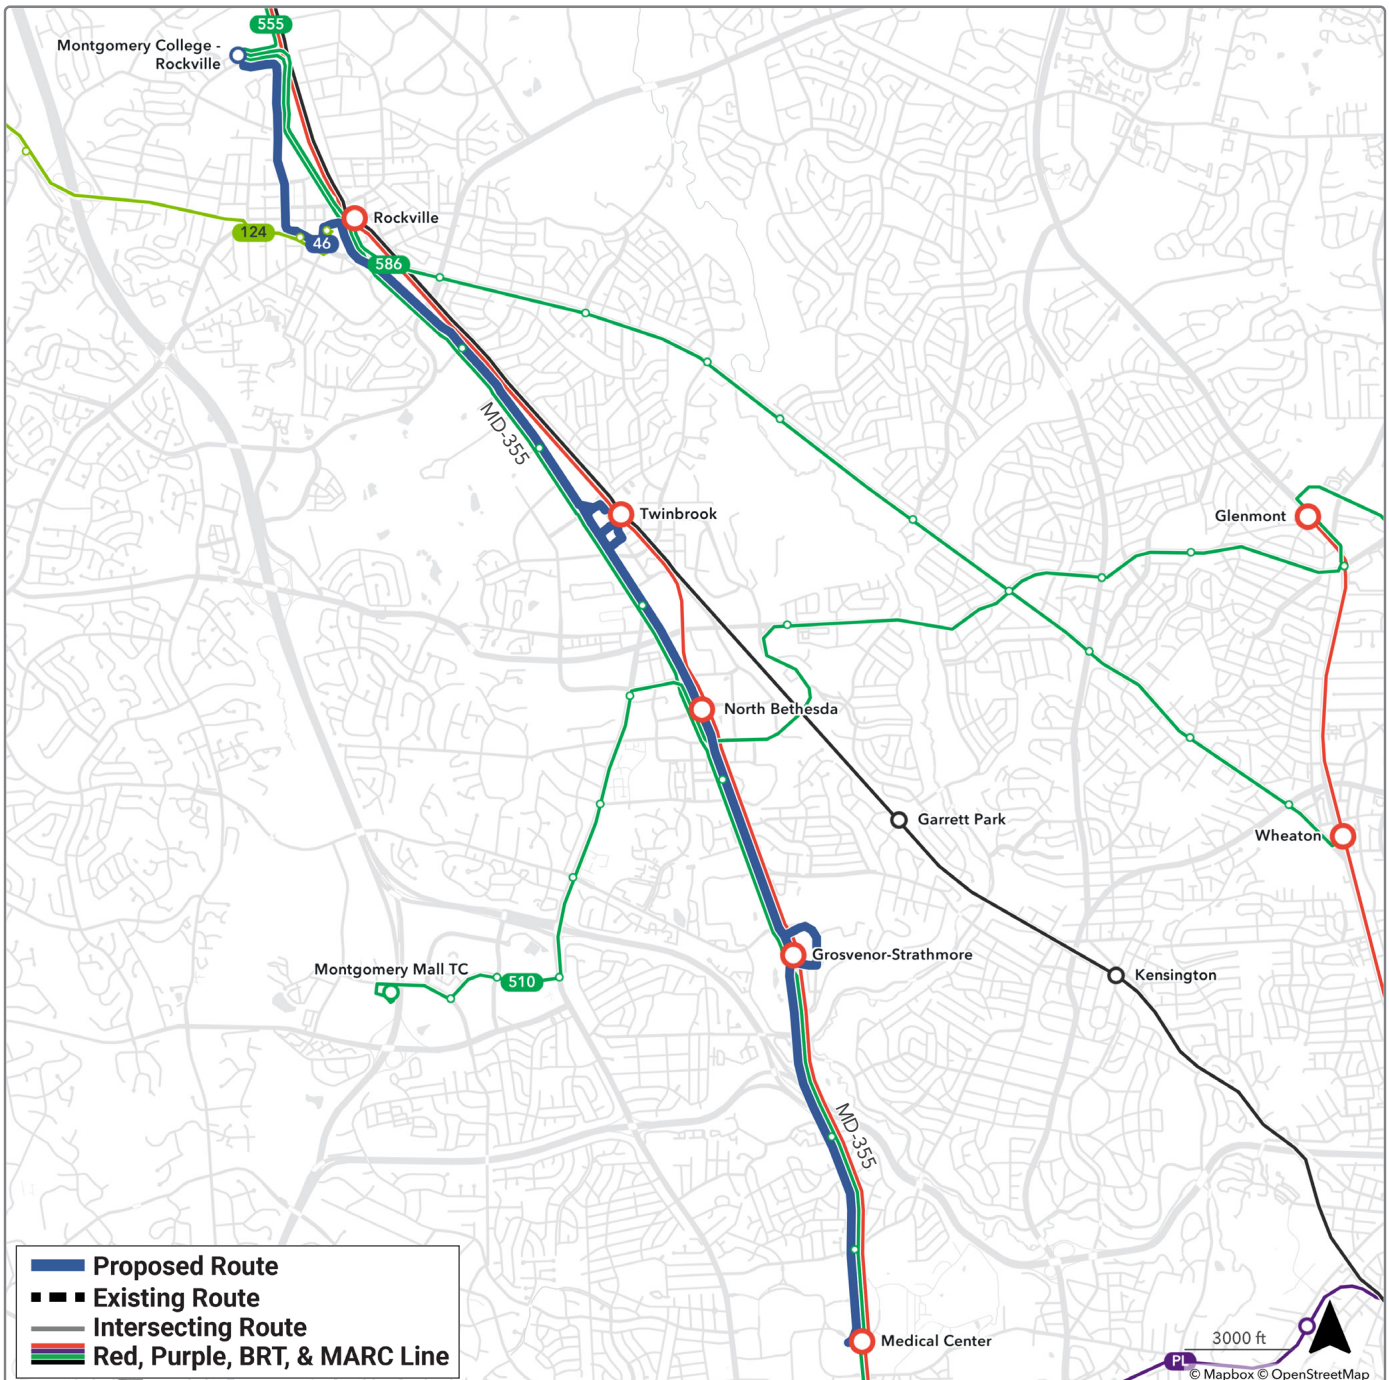 555
Montgomery College -
Rockville
Rockville
124
46
586
MD-355
Twinbrook
Glenmont
North Bethesda
Garrett Park
Wheaton
Grosvenor-Strathmore
Montgomery Mall TC
510
Kensington
MD-355
Proposed Route
Existing Route
Intersecting Route
Red, Purple, BRT, & MARC Line
Medical Center
3000 ft
PL
© Mapbox © OpenStreetMap